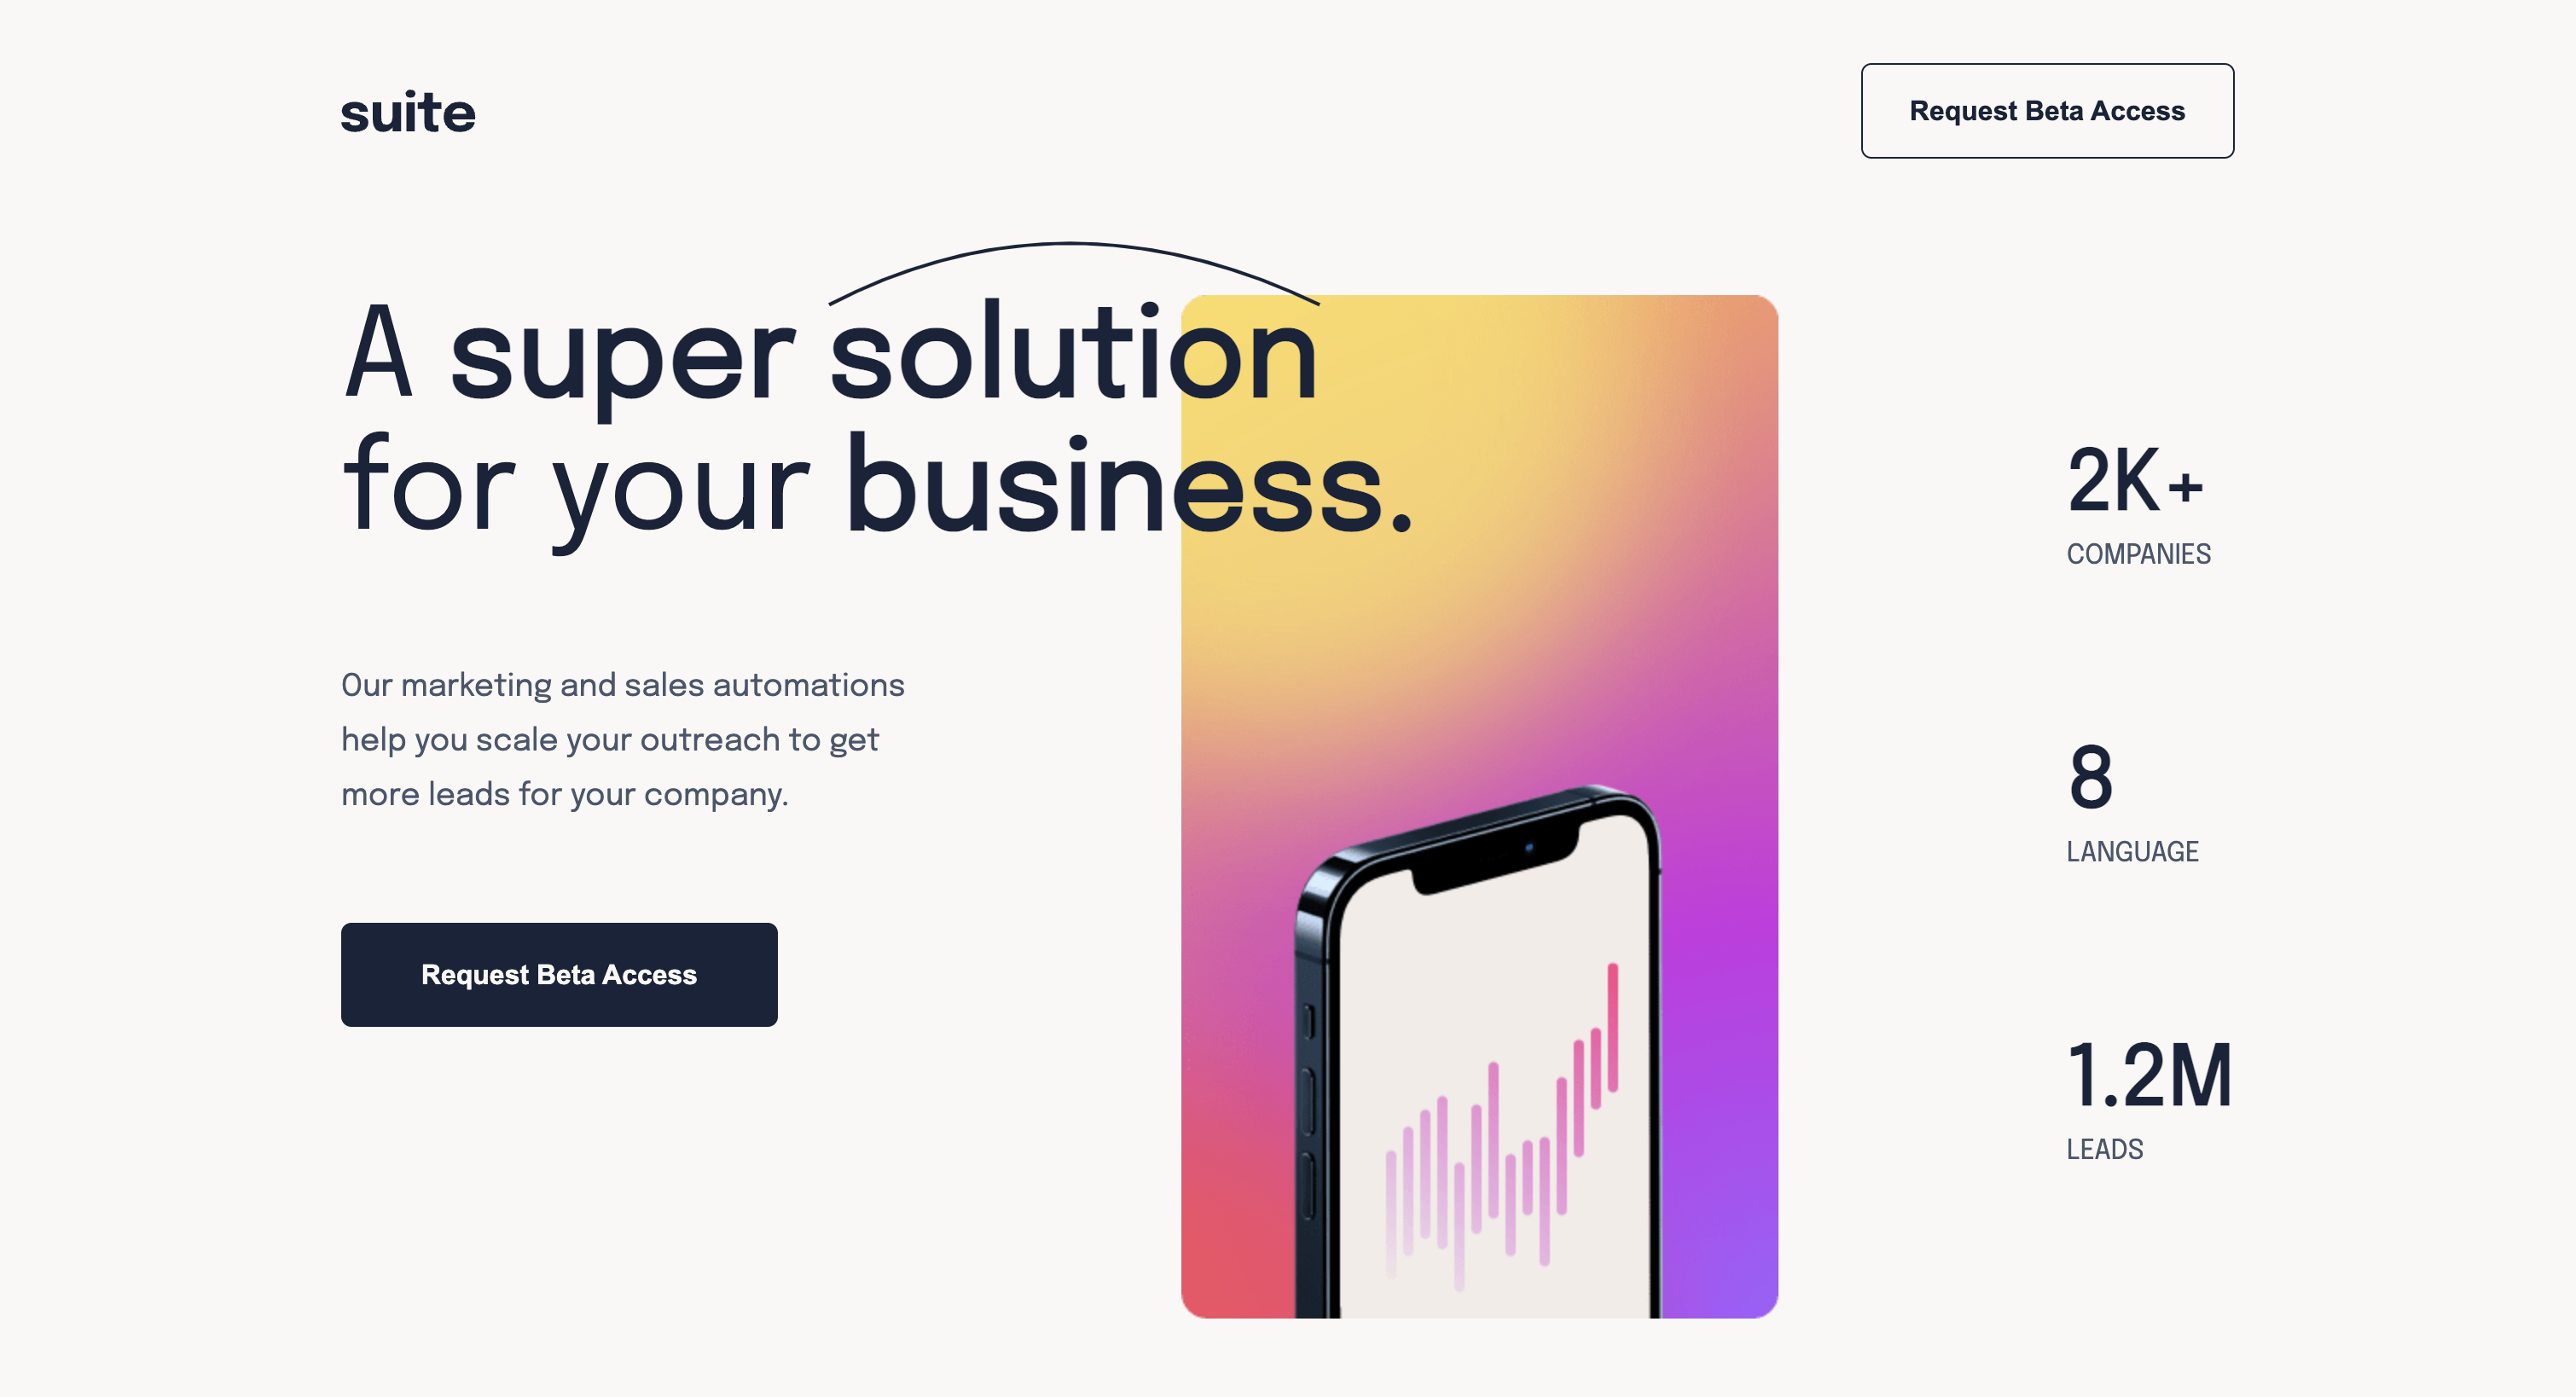 suite
Request Beta Access
A super solution
for your business.
Our marketing and sales automations
help you scale your outreach to get
more leads for your company.
Request Beta Access
2K+
COMPANIES
8
LANGUAGE
1.2M
LEADS